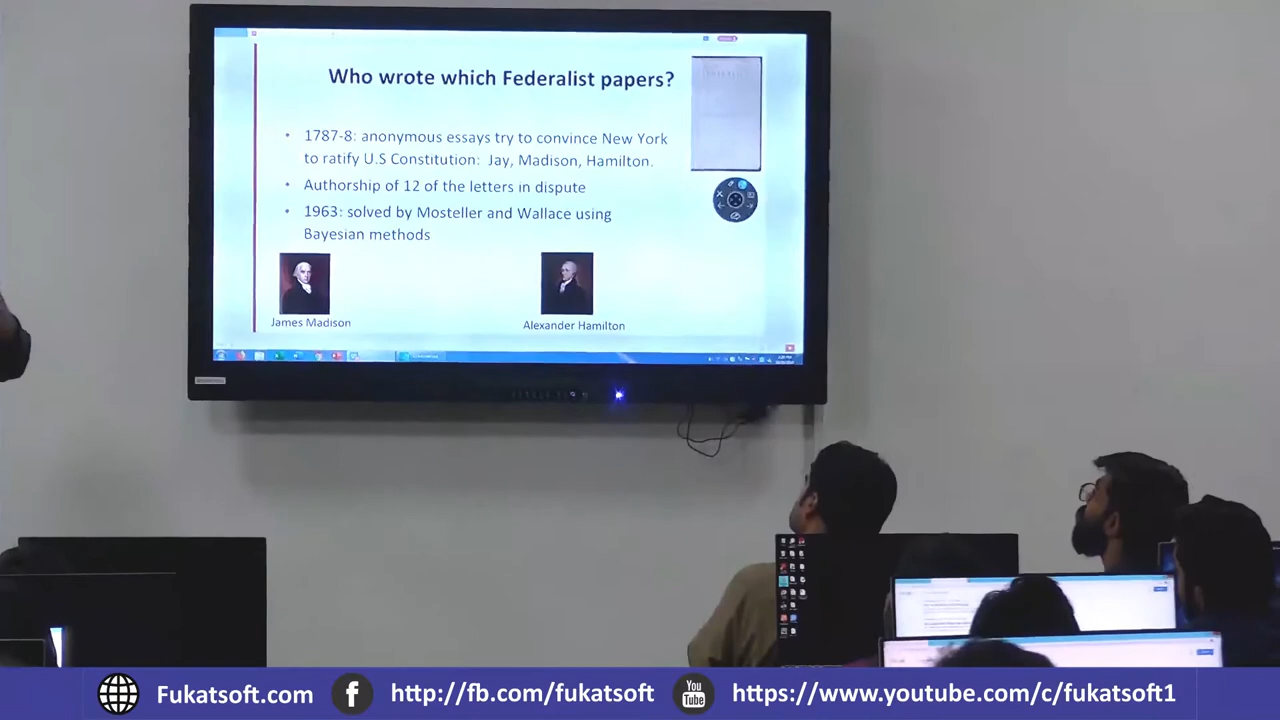 Who wrote which Federalist papers?
• 1787-8: anonymous essays try to convince New York
to ratify U.S Constitution: Jay, Madison, Hamilton.
• Authorship of 12 of the letters in dispute
• 1963: solved by Mosteller and Wallace using
Bayesian methods
James Madison
Alexander Hamilton
Fukatsoft.com
f
http://fb.com/fukatsoft
You
Tube
https://www.youtube.com/c/fukatsoft1